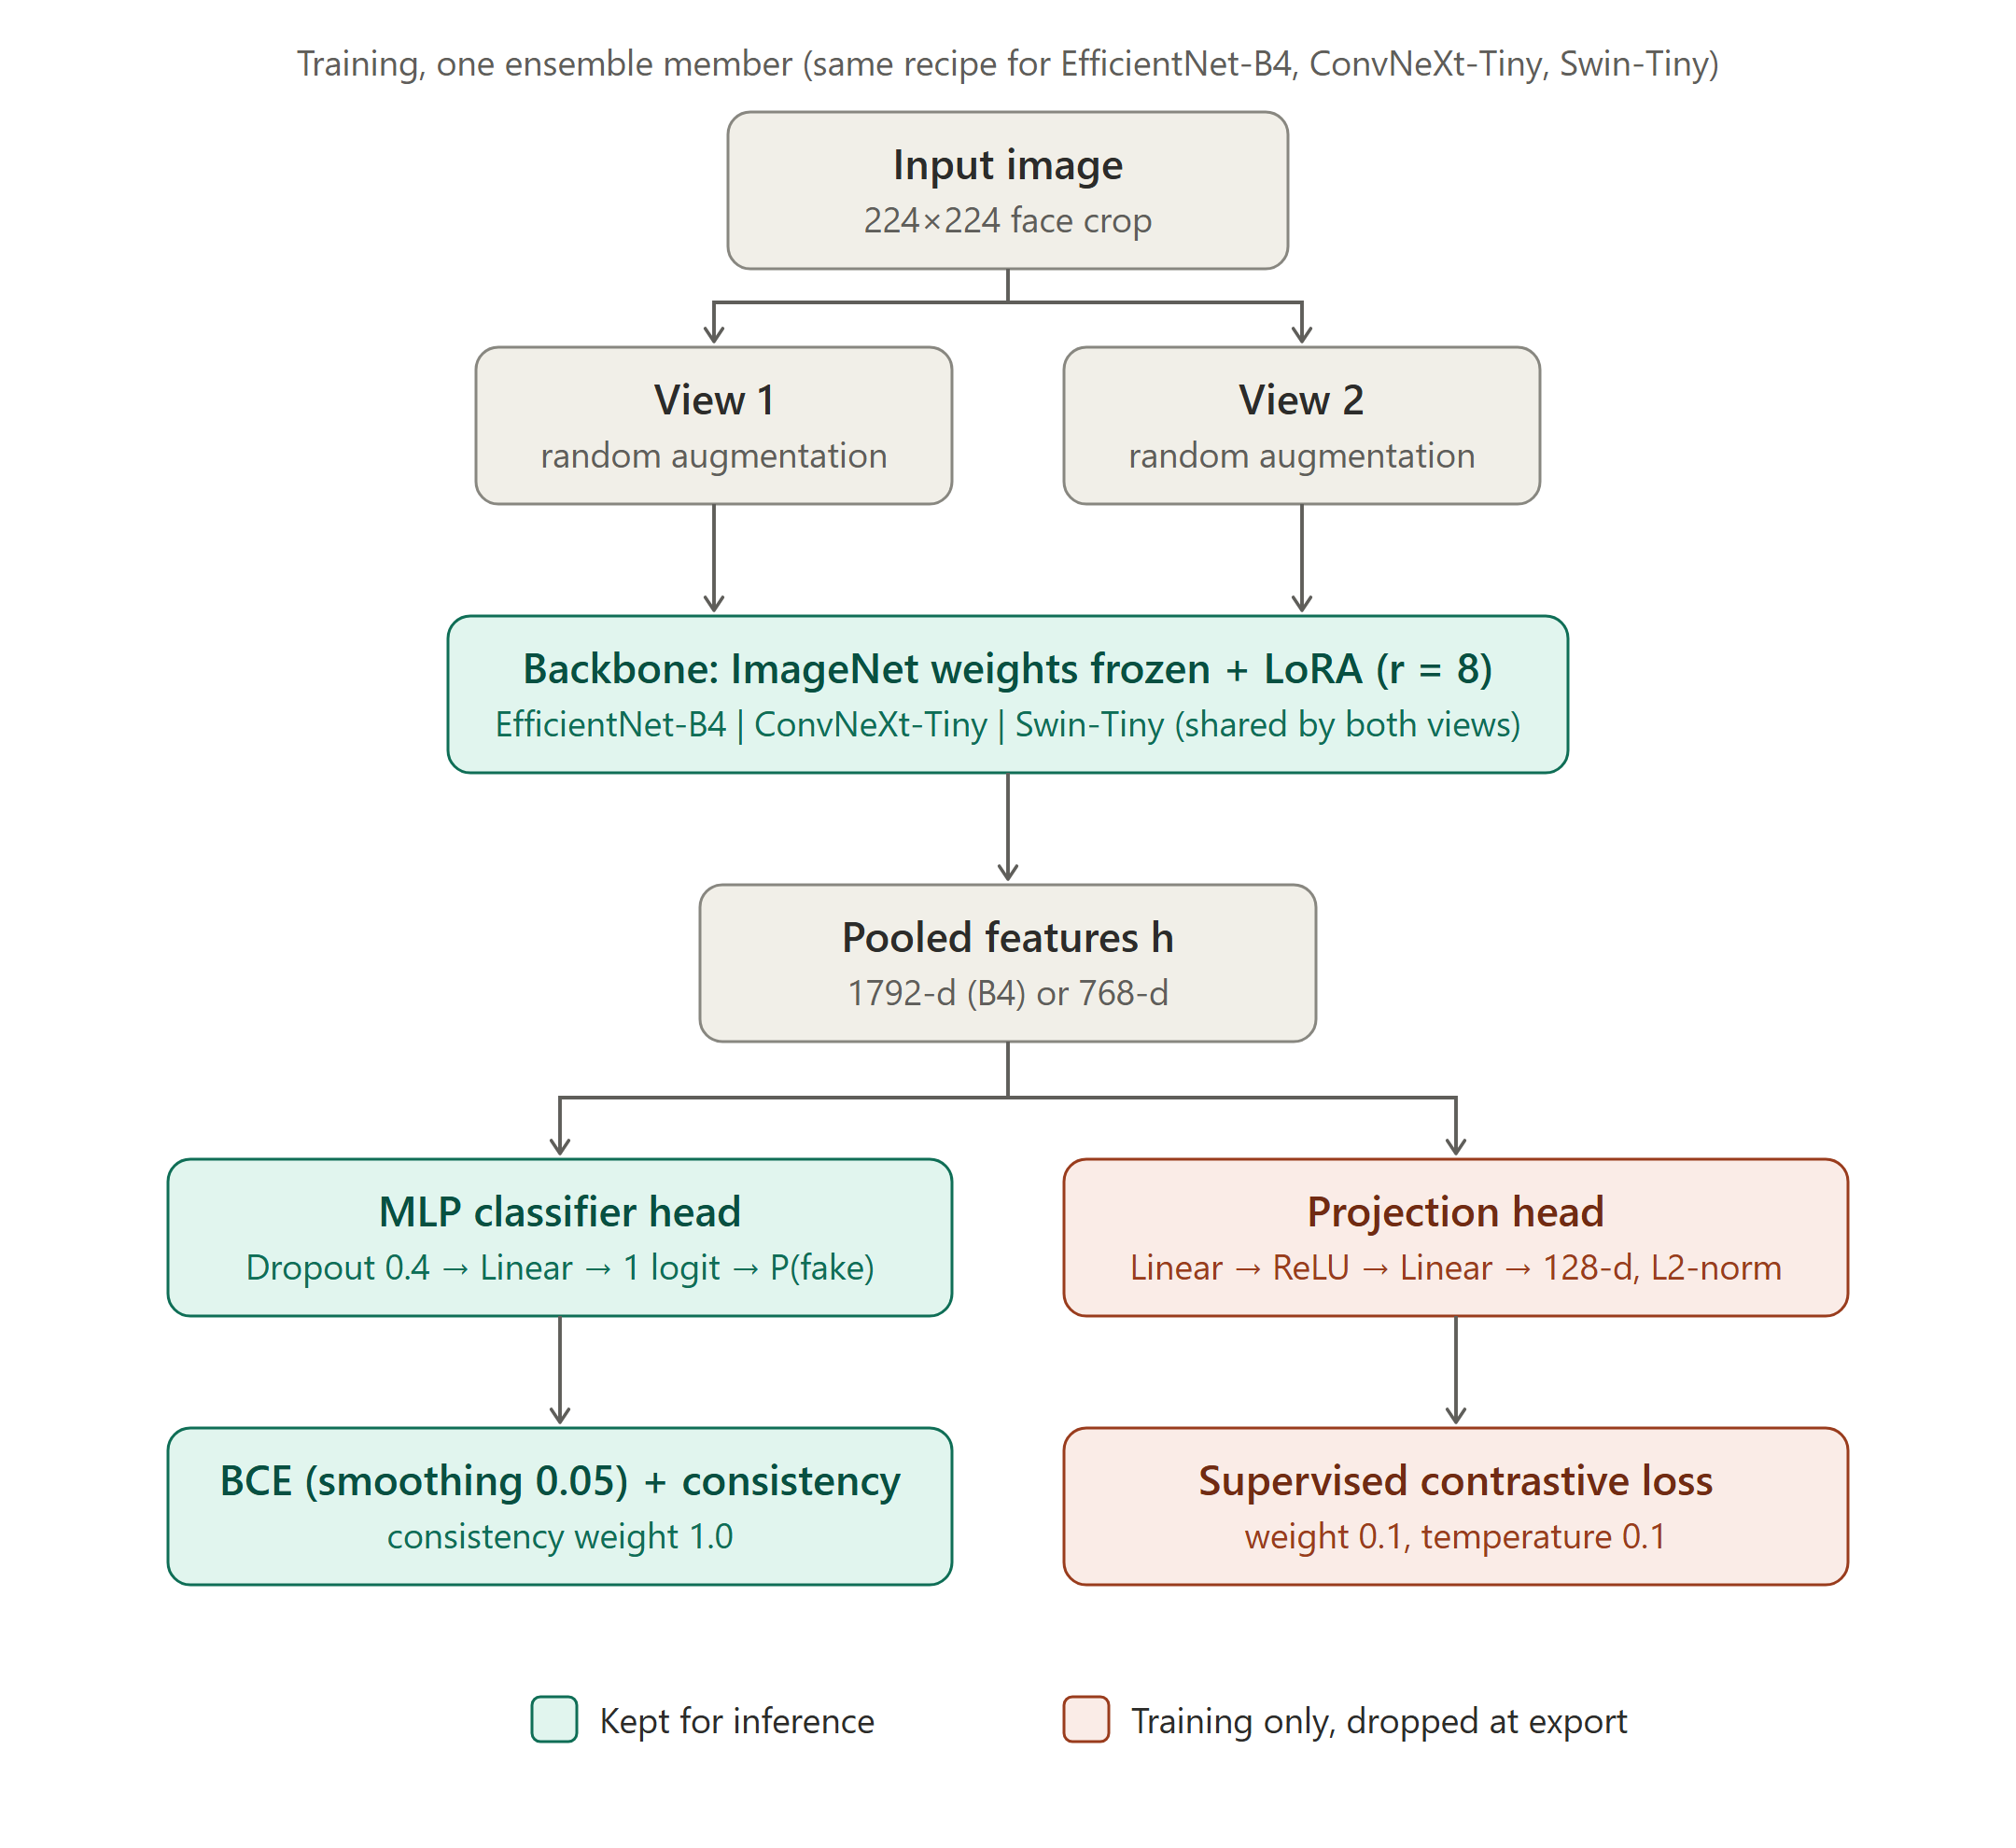 Training, one ensemble member (same recipe for EfficientNet-B4, ConvNeXt-Tiny, Swin-Tiny)
Input image
224×224 face crop
View 1
random augmentation
View 2
random augmentation
Backbone: ImageNet weights frozen + LoRA (r = 8)
EfficientNet-B4 | ConvNeXt-Tiny | Swin-Tiny (shared by both views)
Pooled features h
1792-d (B4) or 768-d
MLP classifier head
Dropout 0.4 → Linear → 1 logit → P(fake)
Projection head
Linear → ReLU → Linear → 128-d, L2-norm
BCE (smoothing 0.05) + consistency
consistency weight 1.0
Supervised contrastive loss
weight 0.1, temperature 0.1
Kept for inference
Training only, dropped at export